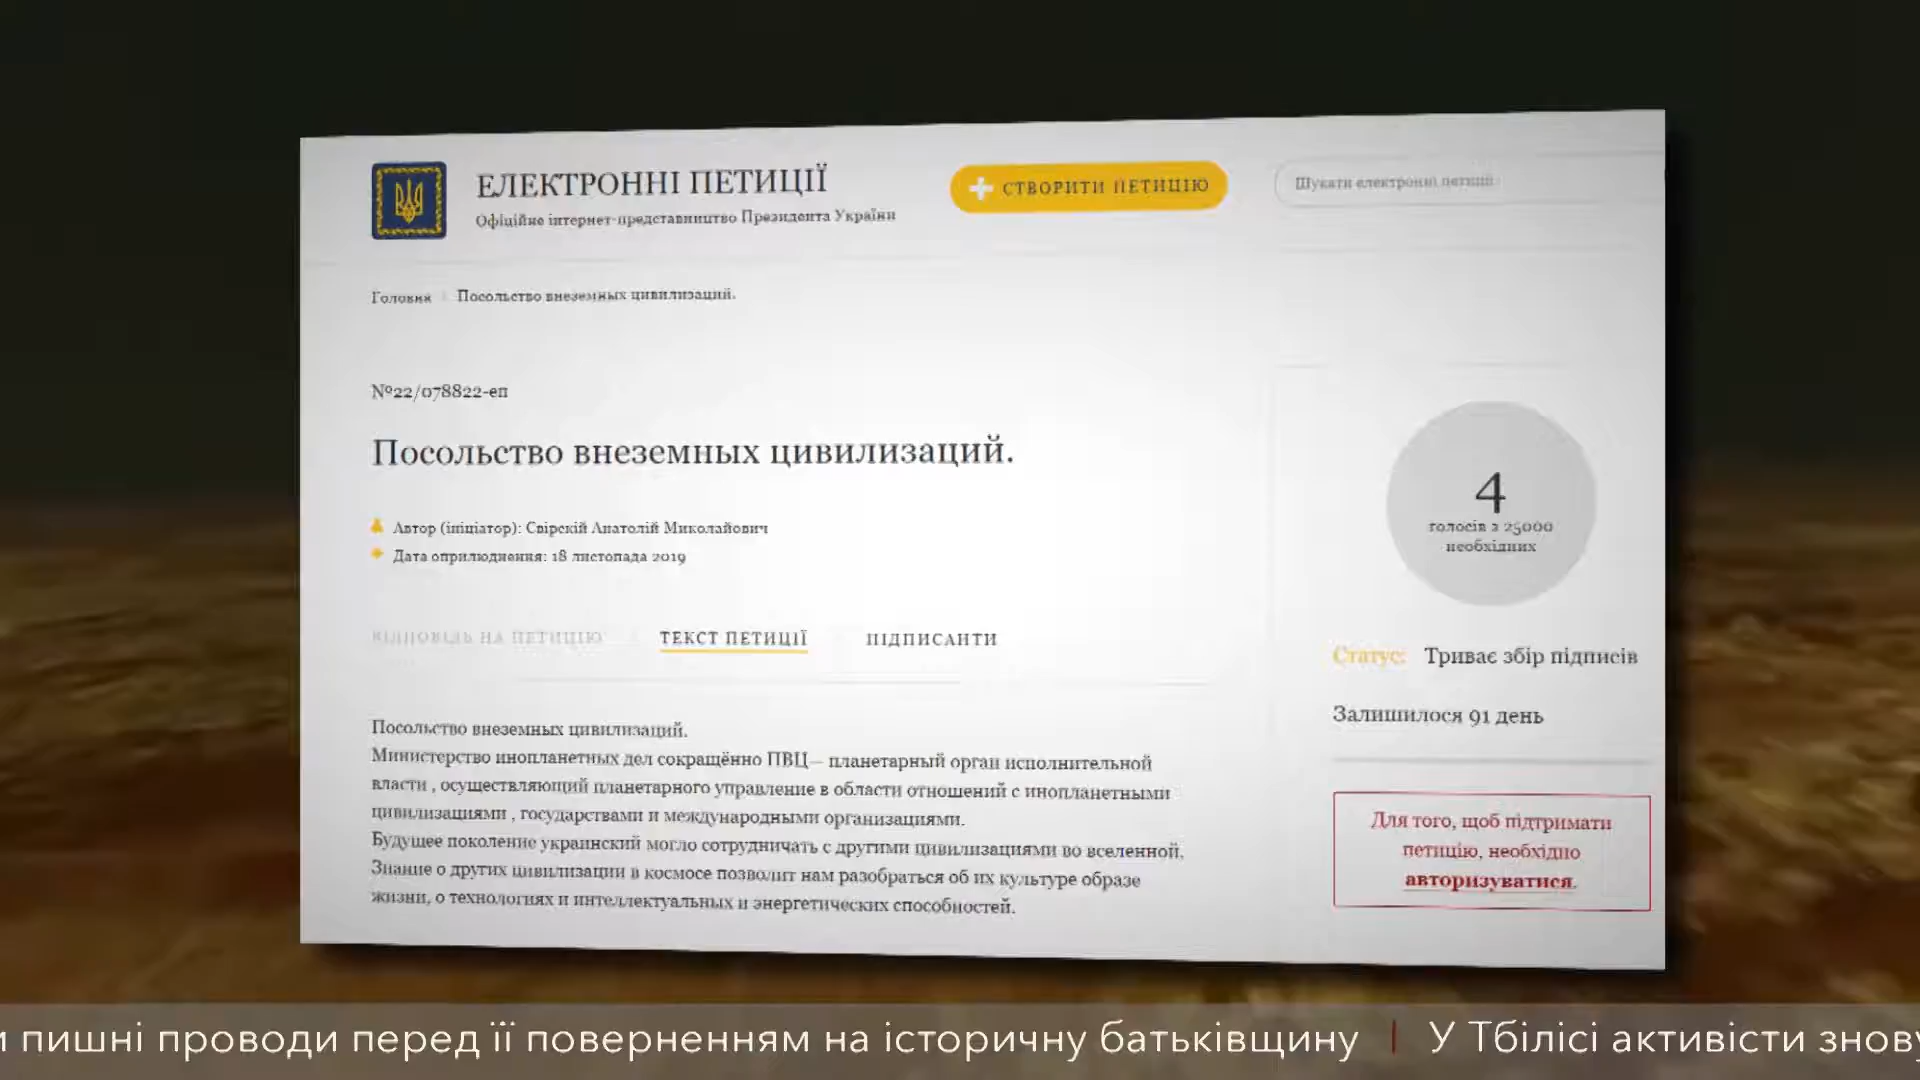 ЕЛЕКТРОННІ ПЕТИЦІЇ
Офіційне інтернет-представництво Президента України
СТВОРИТИ ПЕТИЦІЮ
Шукати електронні петиції
Головна
Посольство внеземных цивилизаций.
№22/078822-еп
Посольство внеземных цивилизаций.
Автор (ініціатор): Свірскій Анатолій Миколайович
Дата оприлюднення: 18 листопада 2019
4
голосів з 25000
необхідних
ВІДПОВІДЬ НА ПЕТИЦІЮ
ТЕКСТ ПЕТИЦІЇ
ПІДПИСАНТИ
Статус: Триває збір підписів
Залишилося 91 день
Посольство внеземных цивилизаций.
Министерство инопланетных дел сокращённо ПВЦ— планетарный орган исполнительной
власти , осуществляющий планетарного управление в области отношений с инопланетными
цивилизациями , государствами и международными организациями.
Будущее поколение украинский могло сотрудничать с другими цивилизациями во вселенной.
Знание о других цивилизации в космосе позволит нам разобраться об их культуре образе
жизни, о технологиях и интеллектуальных и энергетических способностей.
Для того, щоб підтримати
петицію, необхідно
авторизуватися.
и пишні проводи перед її поверненням на історичну батьківщину | У Тбілісі активісти знову